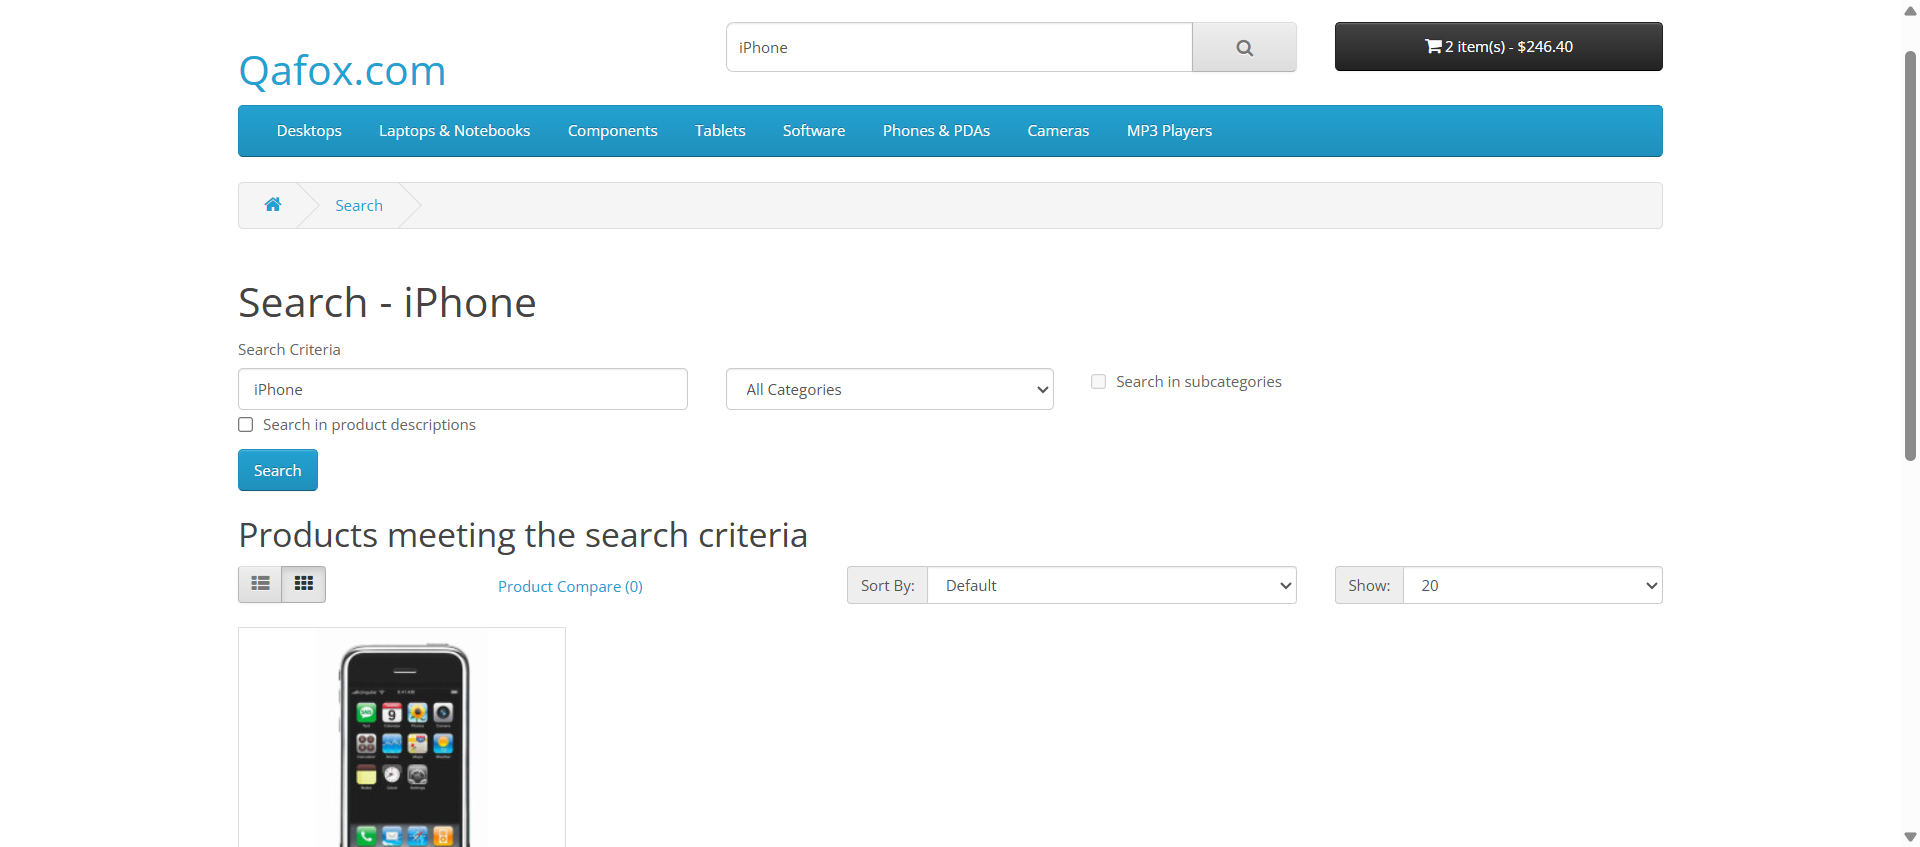 iPhone
2 item(s) - $246.40
Qafox.com
Desktops Laptops & Notebooks Components Tablets Software Phones & PDAs Cameras MP3 Players
Search
Search - iPhone
Search Criteria
iPhone
All Categories
Search in subcategories
Search in product descriptions
Search
Products meeting the search criteria
Product Compare (0)
Sort By: Default
Show: 20
9